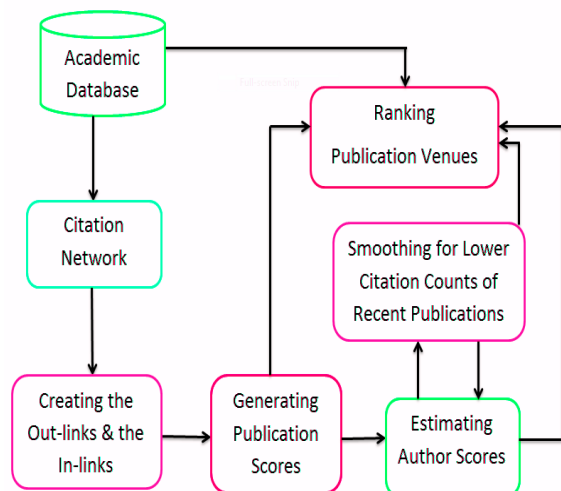 Academic
Database
Ranking
Publication Venues
Citation
Network
Smoothing for Lower
Citation Counts of
Recent Publications
Creating the
Out-links & the
In-links
Generating
Publication
Scores
Estimating
Author Scores